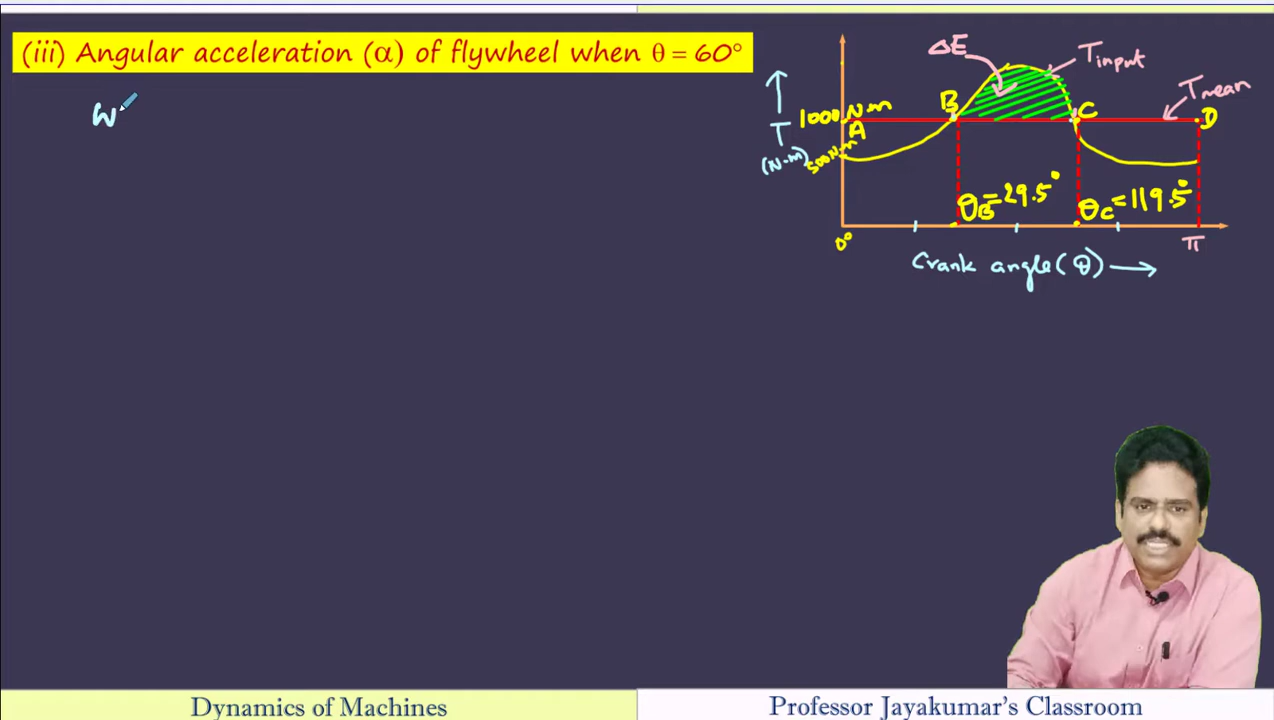 (iii) Angular acceleration (α) of flywheel when θ = 60°
W
ΔE
Tinput
Tmean
B
C
D
1000 N-m
A
T
(N-m)
500 N-m
θB = 29.5°
θC = 119.5°
0°
π
Crank angle (θ) →
Dynamics of Machines
Professor Jayakumar's Classroom